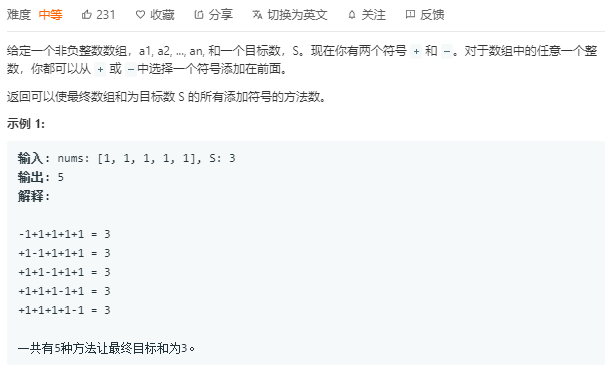 难度 中等 231 收藏 分享 切换为英文 关注 反馈
给定一个非负整数数组，a1, a2, ..., an, 和一个目标数，S。现在你有两个符号 + 和 -。对于数组中的任意一个整
数，你都可以从 + 或 -中选择一个符号添加在前面。
返回可以使最终数组和为目标数 S 的所有添加符号的方法数。
示例 1:
输入: nums: [1, 1, 1, 1, 1], S: 3
输出: 5
解释:
-1+1+1+1+1 = 3
+1-1+1+1+1 = 3
+1+1-1+1+1 = 3
+1+1+1-1+1 = 3
+1+1+1+1-1 = 3
一共有5种方法让最终目标和为3。